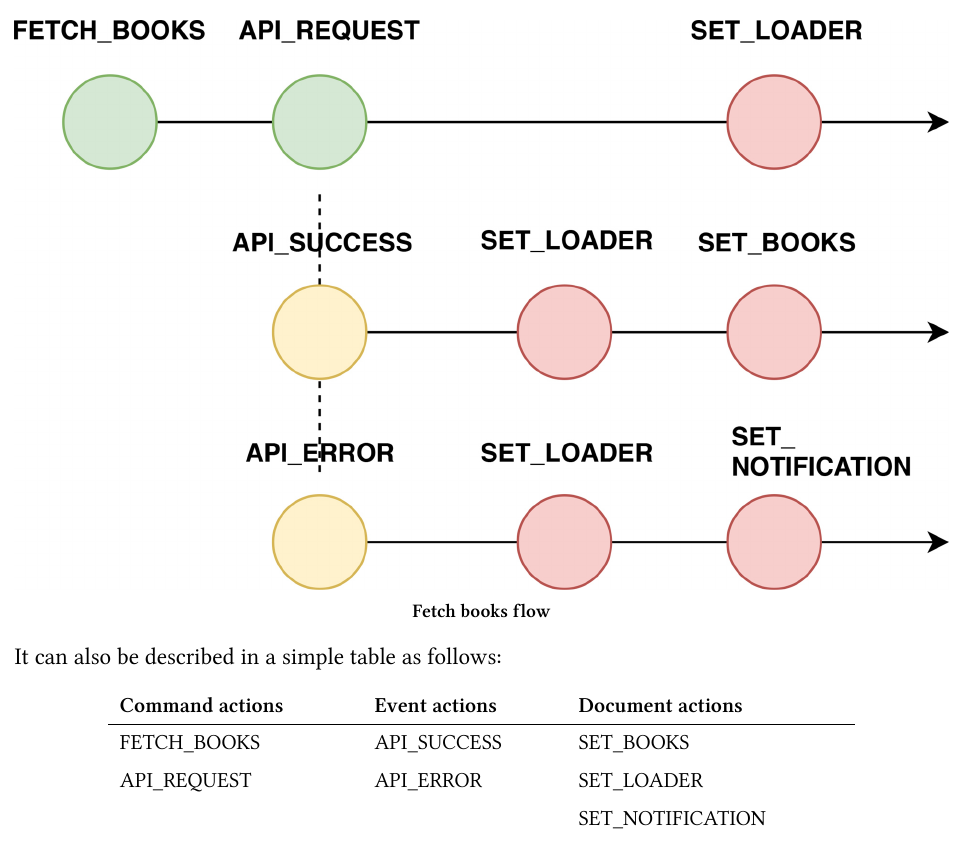 FETCH_BOOKS API_REQUEST SET_LOADER
API_SUCCESS SET_LOADER SET_BOOKS
API_ERROR SET_LOADER SET_
NOTIFICATION
Fetch books flow
It can also be described in a simple table as follows:
Command actions Event actions Document actions
FETCH_BOOKS API_SUCCESS SET_BOOKS
API_REQUEST API_ERROR SET_LOADER
SET_NOTIFICATION